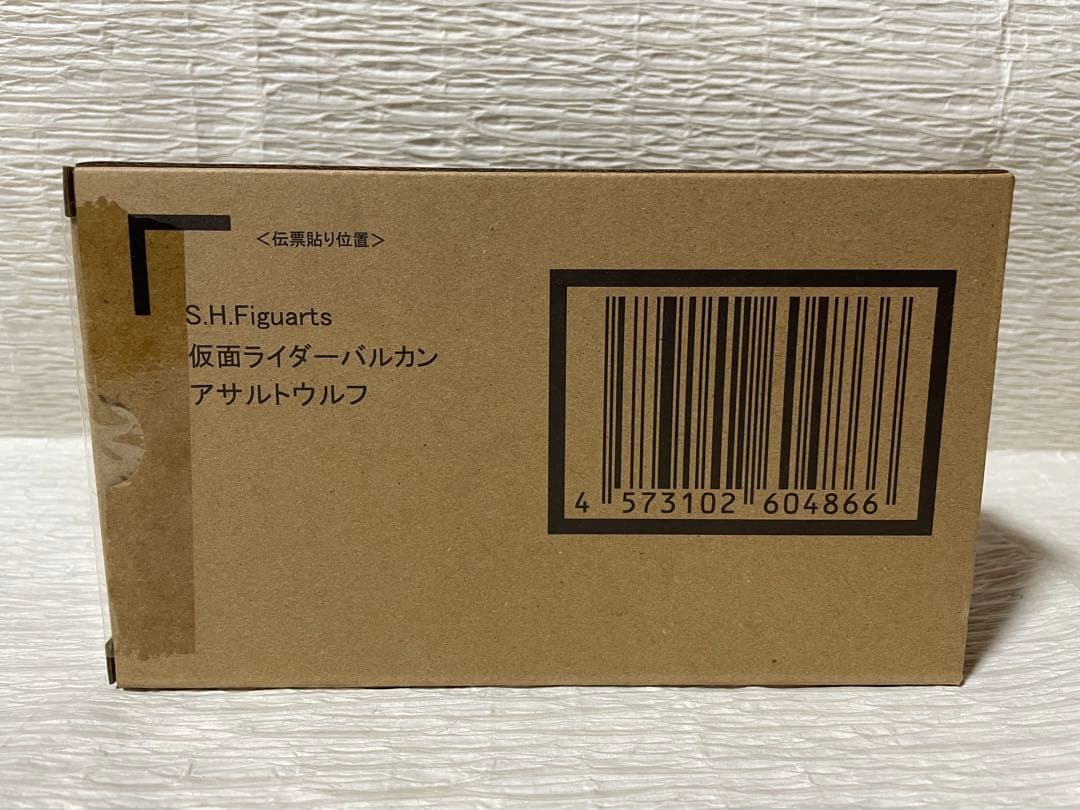 ＜伝票貼り位置＞
S.H.Figuarts
仮面ライダーバルカン
アサルトウルフ
4 573102 604866